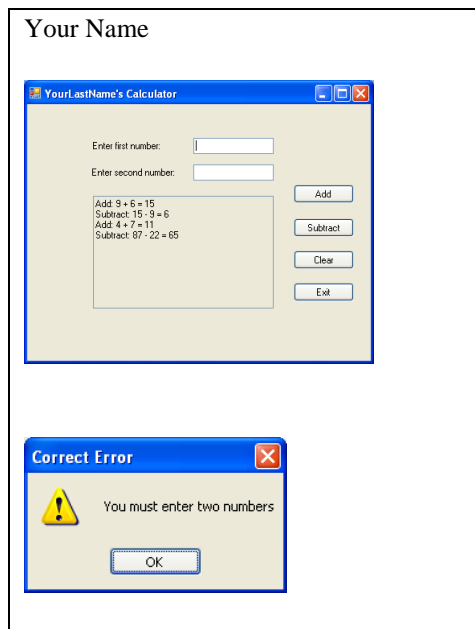 Your Name
YourLastName's Calculator
Enter first number:
Enter second number:
Add: 9 + 6 = 15
Subtract: 15 - 9 = 6
Add: 4 + 7 = 11
Subtract: 87 - 22 = 65
Add
Subtract
Clear
Exit
Correct Error
You must enter two numbers
OK